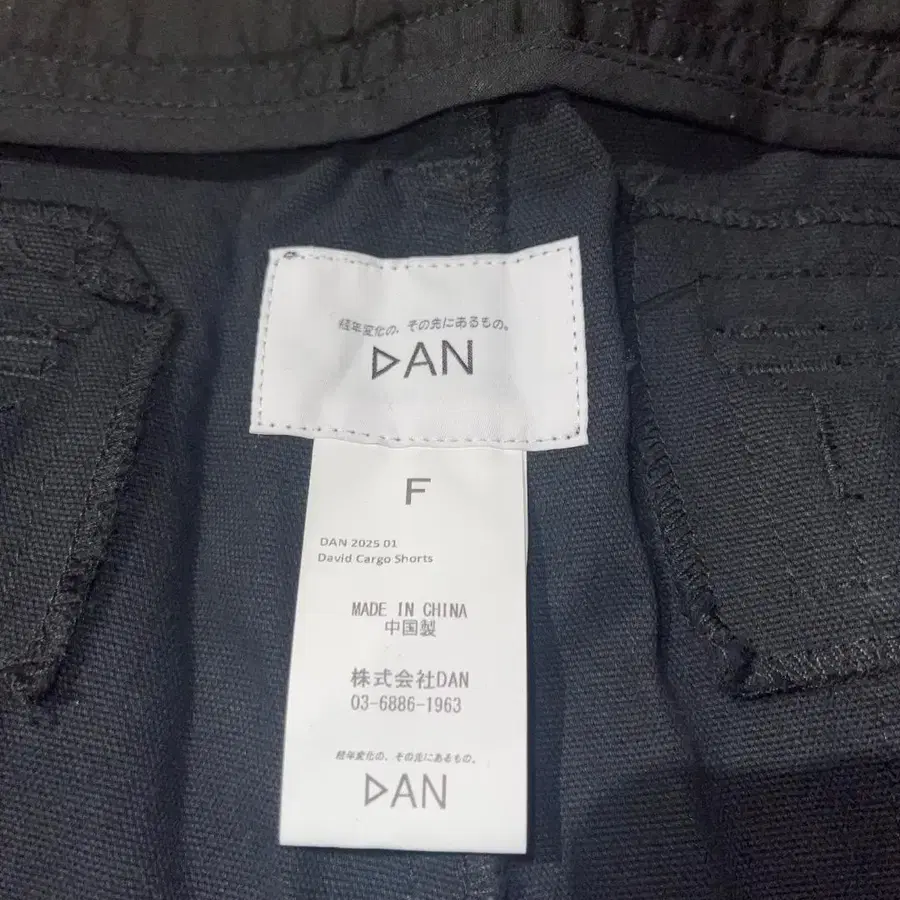 経年変化の、その先にあるもの。
DAN
F
DAN 2025 01
David Cargo Shorts
MADE IN CHINA
中国製
株式会社DAN
03-6886-1963
経年変化の、その先にあるもの。
DAN